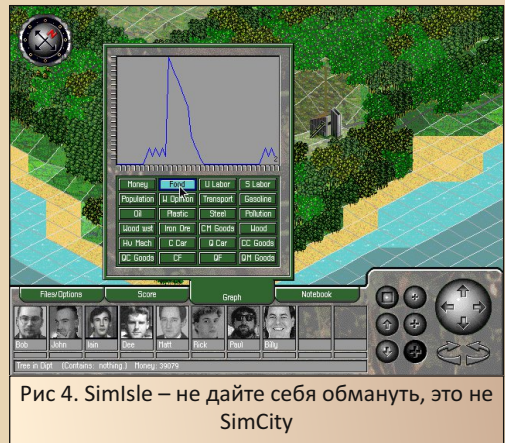 Money Food U Labor S Labor
Population W Opinion Transport Gasoline
Oil Plastic Steel Pollution
Wood wst Iron Ore CM Goods Wood
Hv Mach C Car Q Car CC Goods
QC Goods CF QF QM Goods
Files/Options Score Graph Notebook
Bob John Iain Dee Matt Rick Paul Billy
Tree in Dipt (Contains: nothing.) Money: 39079
Рис 4. SimIsle – не дайте себя обмануть, это не
SimCity